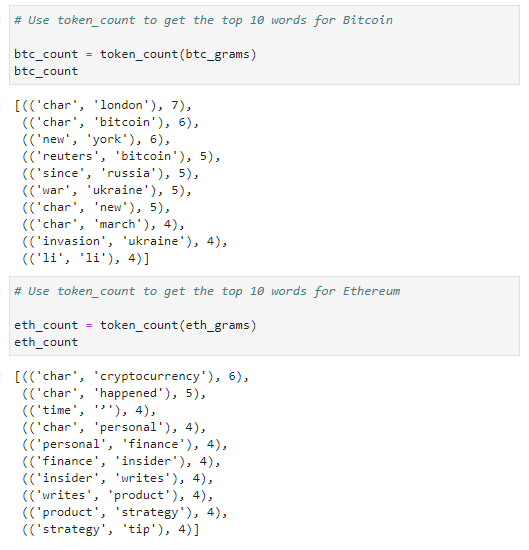 # Use token_count to get the top 10 words for Bitcoin
btc_count = token_count(btc_grams)
btc_count
[(('char', 'london'), 7),
(('char', 'bitcoin'), 6),
(('new', 'york'), 6),
(('reuters', 'bitcoin'), 5),
(('since', 'russia'), 5),
(('war', 'ukraine'), 5),
(('char', 'new'), 5),
(('char', 'march'), 4),
(('invasion', 'ukraine'), 4),
(('li', 'li'), 4)]
# Use token_count to get the top 10 words for Ethereum
eth_count = token_count(eth_grams)
eth_count
[(('char', 'cryptocurrency'), 6),
(('char', 'happened'), 5),
(('time', '’'), 4),
(('char', 'personal'), 4),
(('personal', 'finance'), 4),
(('finance', 'insider'), 4),
(('insider', 'writes'), 4),
(('writes', 'product'), 4),
(('product', 'strategy'), 4),
(('strategy', 'tip'), 4)]